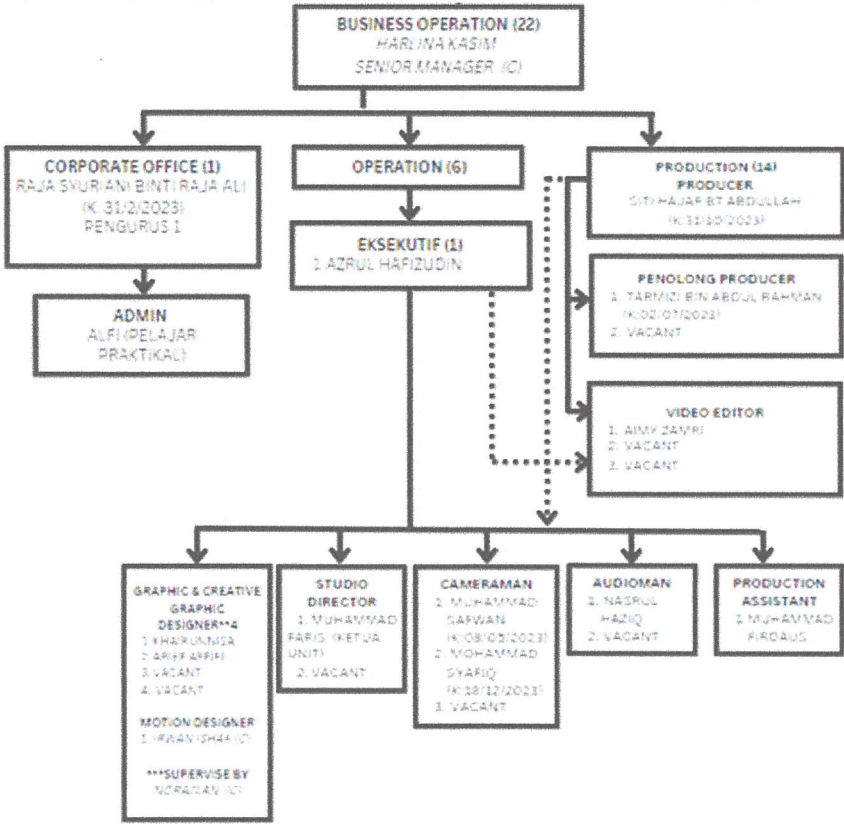 BUSINESS OPERATION (22)
HARLINA KASIM
SENIOR MANAGER (C)
CORPORATE OFFICE (1)
RAJA SYURIANI BINTI RAJA ALI
(K: 31/2/2023)
PENGURUS 1
OPERATION (6)
PRODUCTION (14)
PRODUCER
SITI HAJAR BT ABDULLAH
(K:31/10/2023)
EKSEKUTIF (1)
1. AZRUL HAFIZUDIN
ADMIN
ALFI (PELAJAR
PRAKTIKAL)
PENOLONG PRODUCER
1. TARMIZI BIN ABDUL RAHMAN
(K:02/07/2023)
2. VACANT
VIDEO EDITOR
1. AIMY ZAMRI
2. VACANT
3. VACANT
GRAPHIC & CREATIVE
GRAPHIC
DESIGNER**4
1. KHAIRUNNISA
2. ARIEF
3. VACANT
4. VACANT
MOTION DESIGNER
1. IRWAN ISHAK (C)
***SUPERVISE BY
(C)
STUDIO
DIRECTOR
1. MUHAMMAD
FARIS (KETUA
UNIT)
2. VACANT
CAMERAMAN
1. MUHAMMAD
SAFWAN
2. MOHAMMAD
SYAFIQ
(K:18/12/2023)
3. VACANT
AUDIOMAN
1. NASRUL
HAZIQ
2. VACANT
PRODUCTION
ASSISTANT
1. MUHAMMAD
FIRDAUS